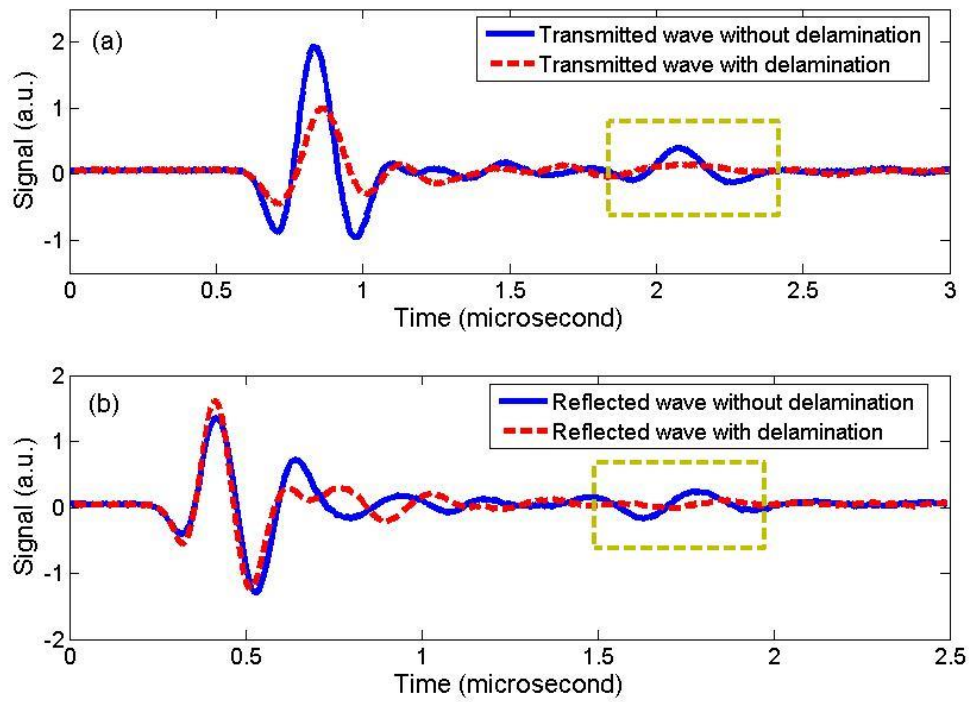 (a)
Transmitted wave without delamination
Transmitted wave with delamination
Signal (a.u.)
2
1
0
-1
0 0.5 1 1.5 2 2.5 3
Time (microsecond)
(b)
Reflected wave without delamination
Reflected wave with delamination
Signal (a.u.)
2
1
0
-1
-2
0 0.5 1 1.5 2 2.5
Time (microsecond)